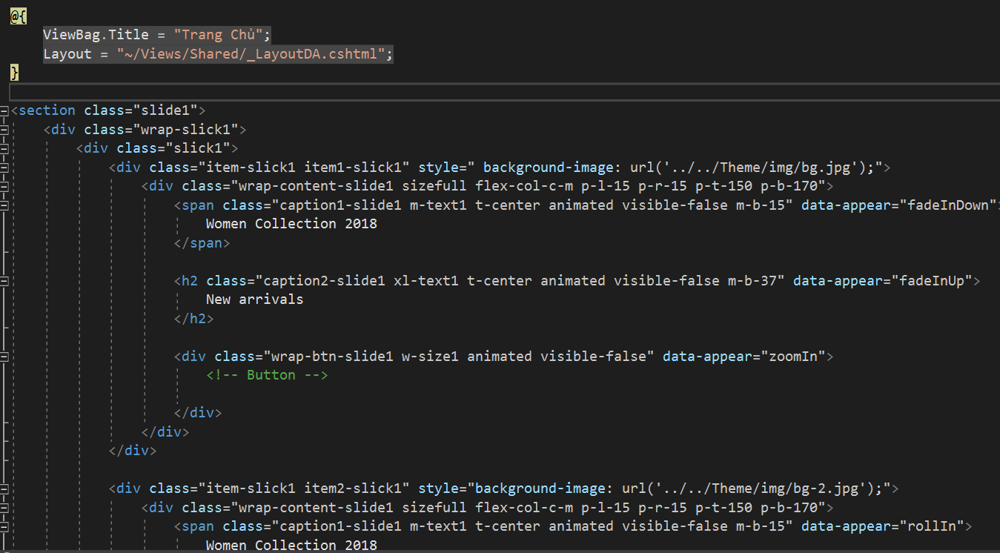 @{
    ViewBag.Title = "Trang Chủ";
    Layout = "~/Views/Shared/_LayoutDA.cshtml";
}
<section class="slide1">
    <div class="wrap-slick1">
        <div class="slick1">
            <div class="item-slick1 item1-slick1" style=" background-image: url('../../Theme/img/bg.jpg');">
                <div class="wrap-content-slide1 sizefull flex-col-c-m p-l-15 p-r-15 p-t-150 p-b-170">
                    <span class="caption1-slide1 m-text1 t-center animated visible-false m-b-15" data-appear="fadeInDown">
                        Women Collection 2018
                    </span>
                    <h2 class="caption2-slide1 xl-text1 t-center animated visible-false m-b-37" data-appear="fadeInUp">
                        New arrivals
                    </h2>
                    <div class="wrap-btn-slide1 w-size1 animated visible-false" data-appear="zoomIn">
                        <!-- Button -->
                    </div>
                </div>
            </div>
            <div class="item-slick1 item2-slick1" style="background-image: url('../../Theme/img/bg-2.jpg');">
                <div class="wrap-content-slide1 sizefull flex-col-c-m p-l-15 p-r-15 p-t-150 p-b-170">
                    <span class="caption1-slide1 m-text1 t-center animated visible-false m-b-15" data-appear="rollIn">
                        Women Collection 2018